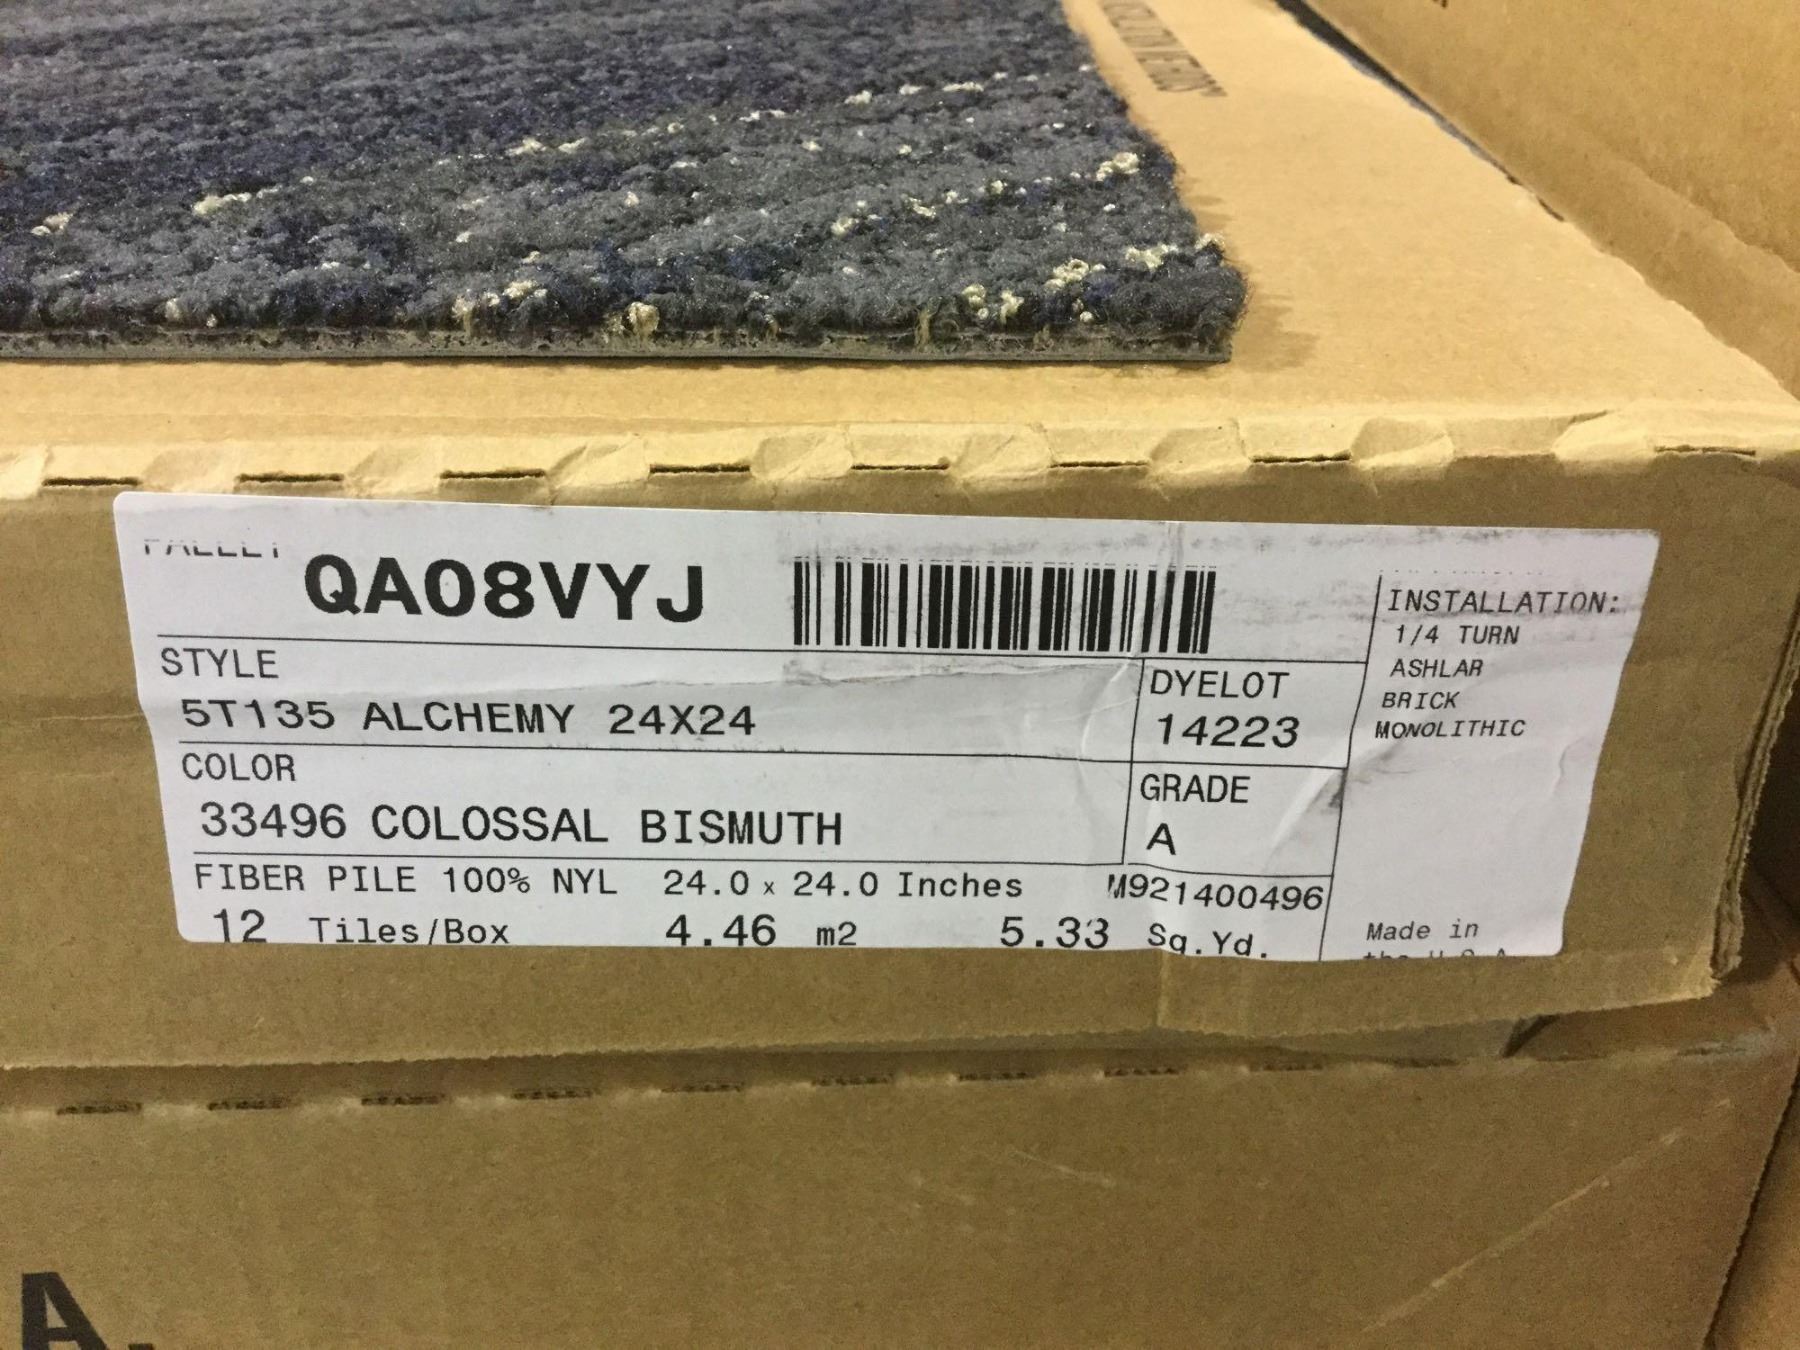 PALLET QA08VYJ
STYLE
5T135 ALCHEMY 24X24
DYELOT
14223
COLOR
33496 COLOSSAL BISMUTH
GRADE
A
FIBER PILE 100% NYL 24.0 x 24.0 Inches M921400496
12 Tiles/Box 4.46 m2 5.33 Sq.Yd.
INSTALLATION:
1/4 TURN
ASHLAR
BRICK
MONOLITHIC
Made in
the U.S.A.
A.